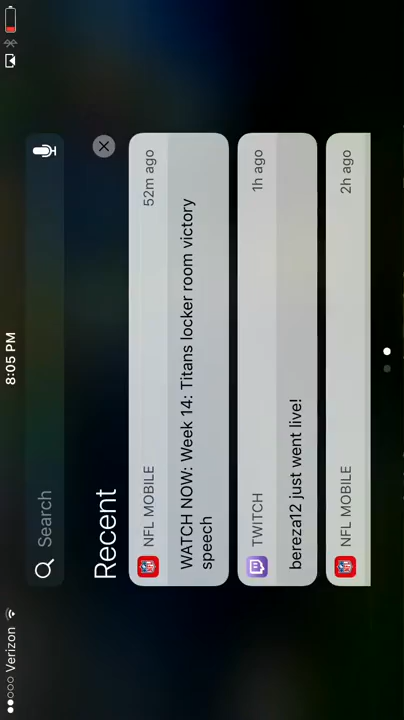 Verizon
8:05 PM
Search
Recent
NFL MOBILE 52m ago
WATCH NOW: Week 14: Titans locker room victory
speech
TWITCH 1h ago
bereza12 just went live!
NFL MOBILE 2h ago